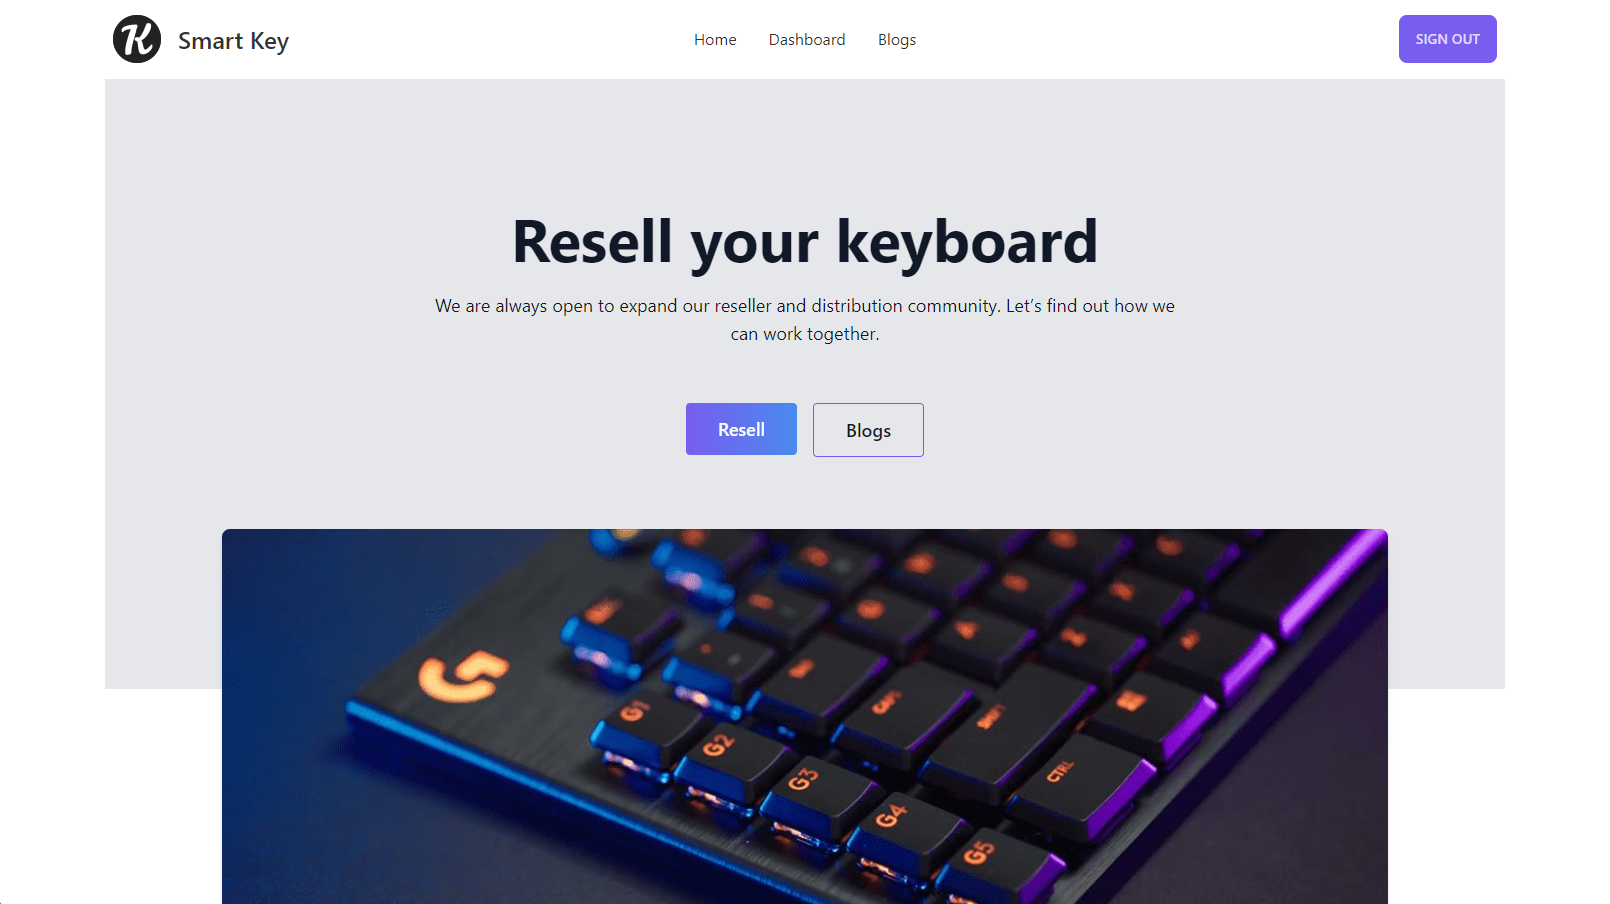 K Smart Key
Home Dashboard Blogs
SIGN OUT
Resell your keyboard
We are always open to expand our reseller and distribution community. Let’s find out how we
can work together.
Resell Blogs
CAPS
SHIFT
G1
G2
G3
CTRL
G4
G5